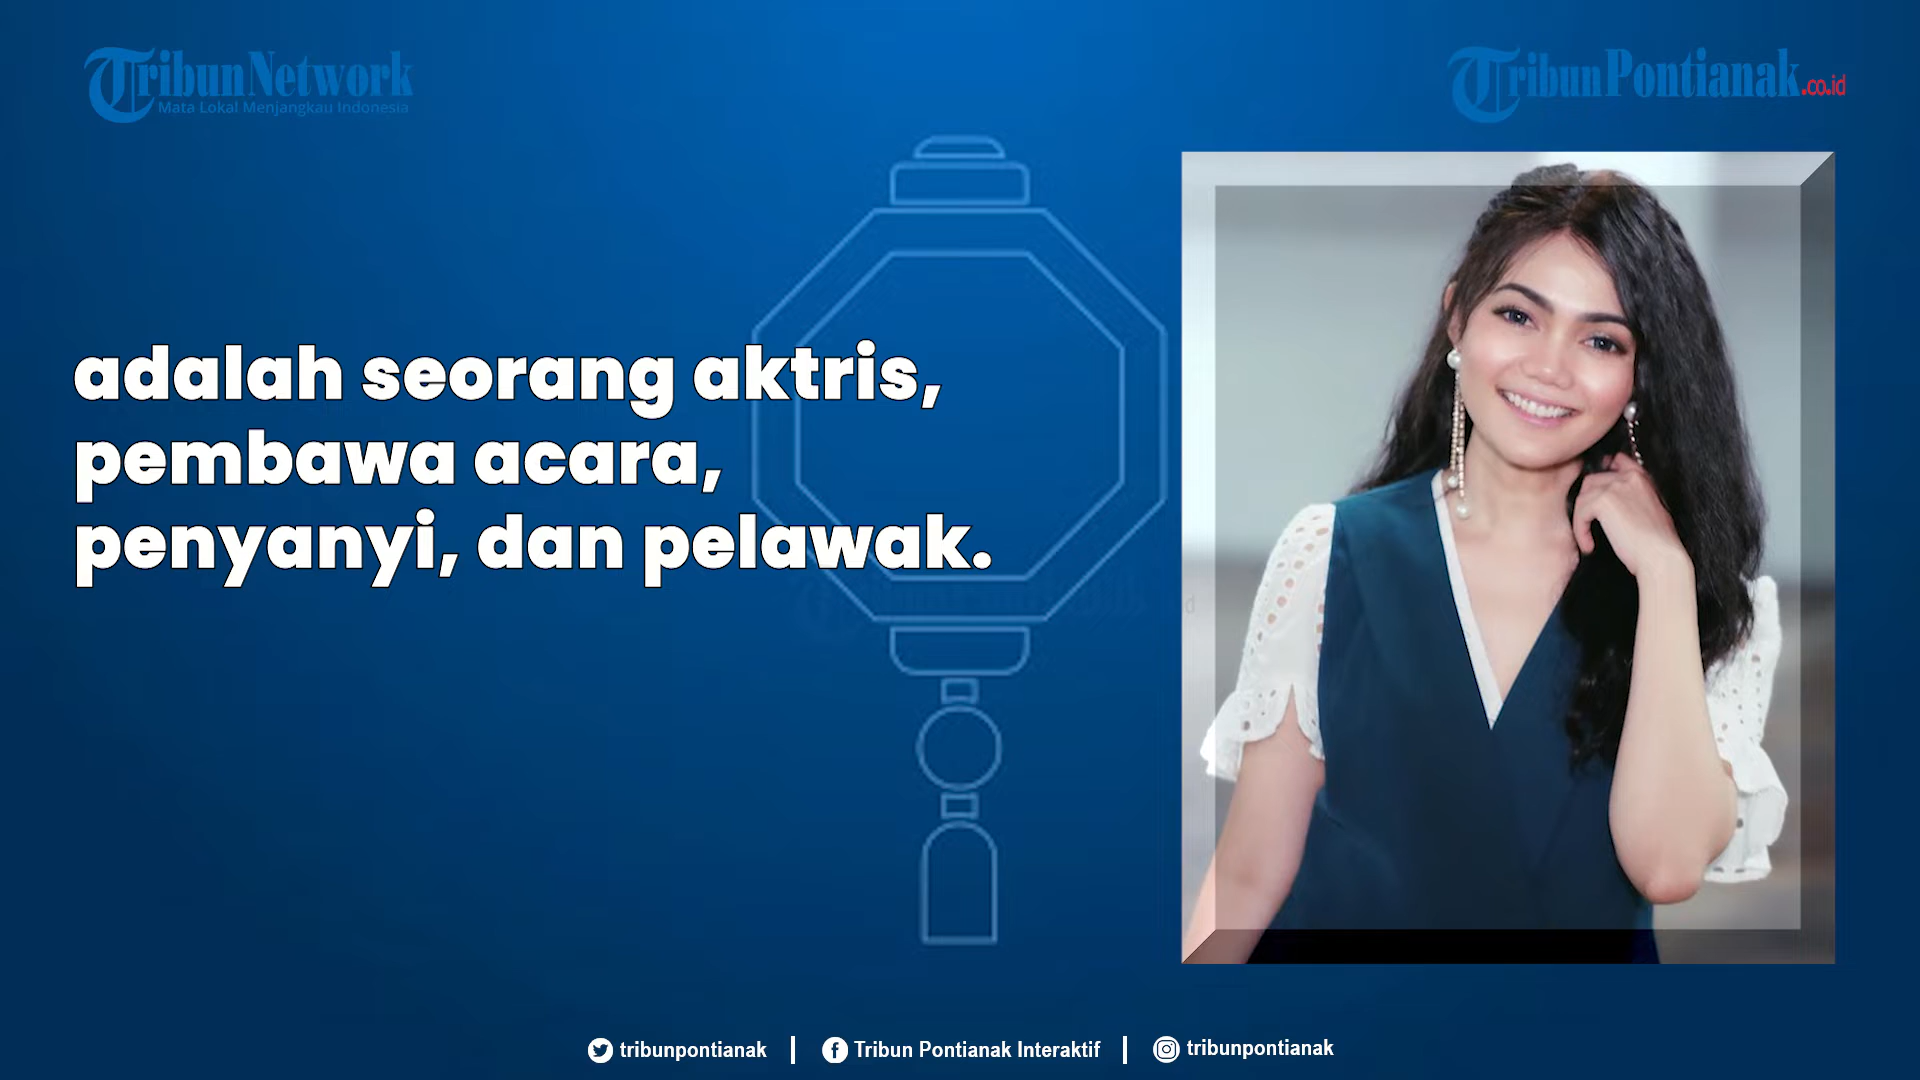 TribunNetwork
Mata Lokal Menjangkau Indonesia
TribunPontianak.co.id
adalah seorang aktris,
pembawa acara,
penyanyi, dan pelawak.
tribunpontianak
Tribun Pontianak Interaktif
tribunpontianak